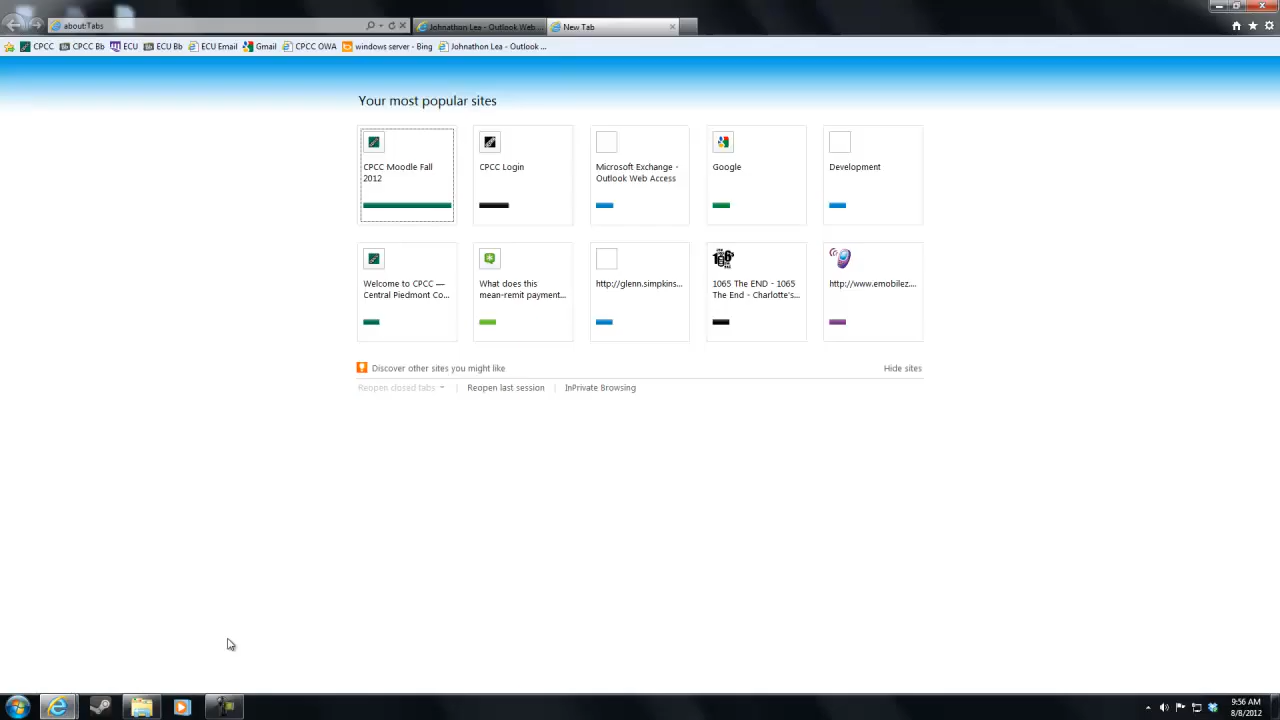 about:Tabs
Johnathon Lea - Outlook Web ...
New Tab
CPCC
CPCC Bb
ECU
ECU Bb
ECU Email
Gmail
CPCC OWA
windows server - Bing
Johnathon Lea - Outlook ...
Your most popular sites
CPCC Moodle Fall
2012
CPCC Login
Microsoft Exchange -
Outlook Web Access
Google
Development
Welcome to CPCC —
Central Piedmont Co...
What does this
mean-remit payment...
http://glenn.simpkins...
1065 The END - 1065
The End - Charlotte's...
http://www.emobilez....
Discover other sites you might like
Hide sites
Reopen closed tabs
Reopen last session
InPrivate Browsing
9:56 AM
8/8/2012